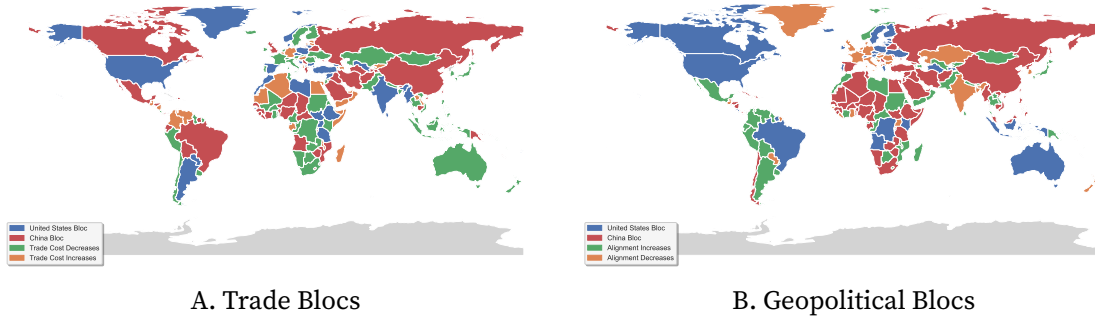 United States Bloc
China Bloc
Trade Cost Decreases
Trade Cost Increases
United States Bloc
China Bloc
Alignment Increases
Alignment Decreases
A. Trade Blocs
B. Geopolitical Blocs